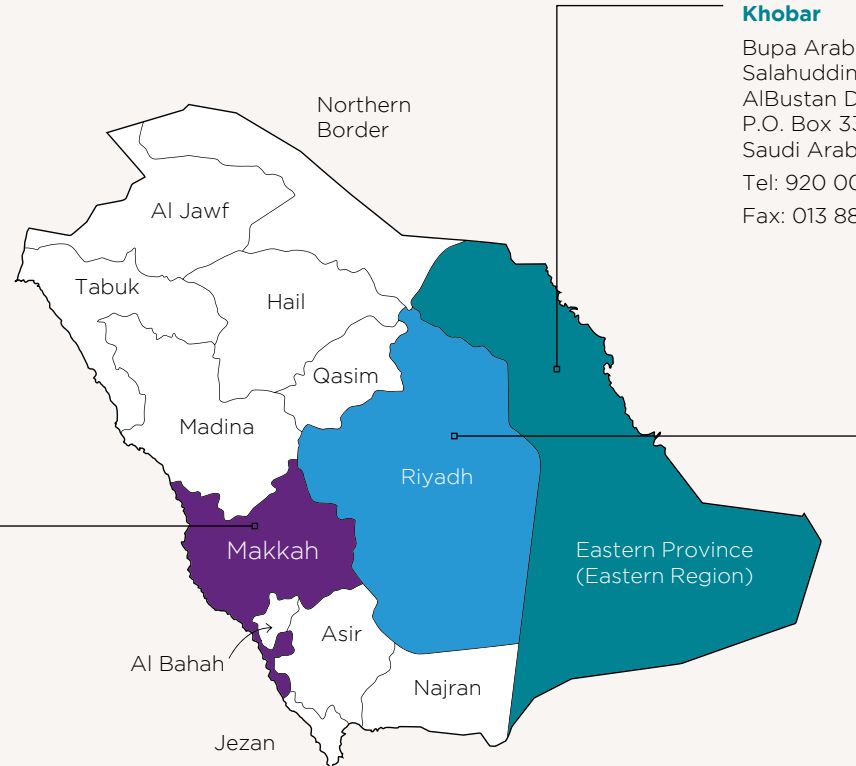 Khobar
Bupa Arab
Salahuddin
AlBustan D
P.O. Box 33
Saudi Arab
Tel: 920 00
Fax: 013 88
Northern
Border
Al Jawf
Tabuk
Hail
Qasim
Madina
Riyadh
Makkah
Eastern Province
(Eastern Region)
Asir
Al Bahah
Najran
Jezan